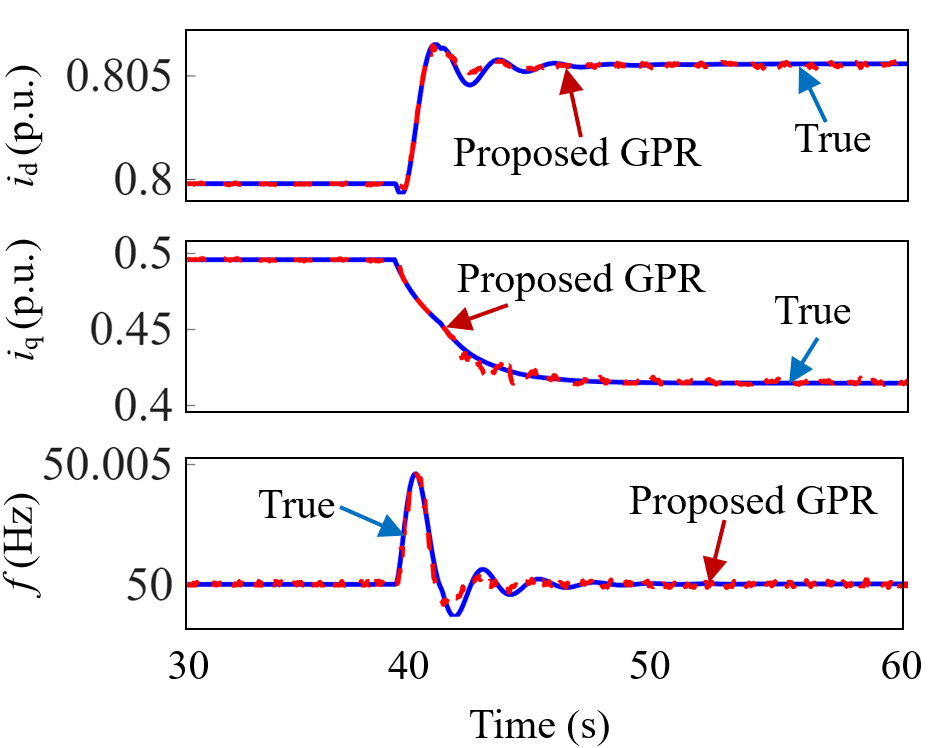 i_d (p.u.)
0.805
0.8
Proposed GPR
True
i_q (p.u.)
0.5
0.45
0.4
Proposed GPR
True
f (Hz)
50.005
50
True
Proposed GPR
30 40 50 60
Time (s)